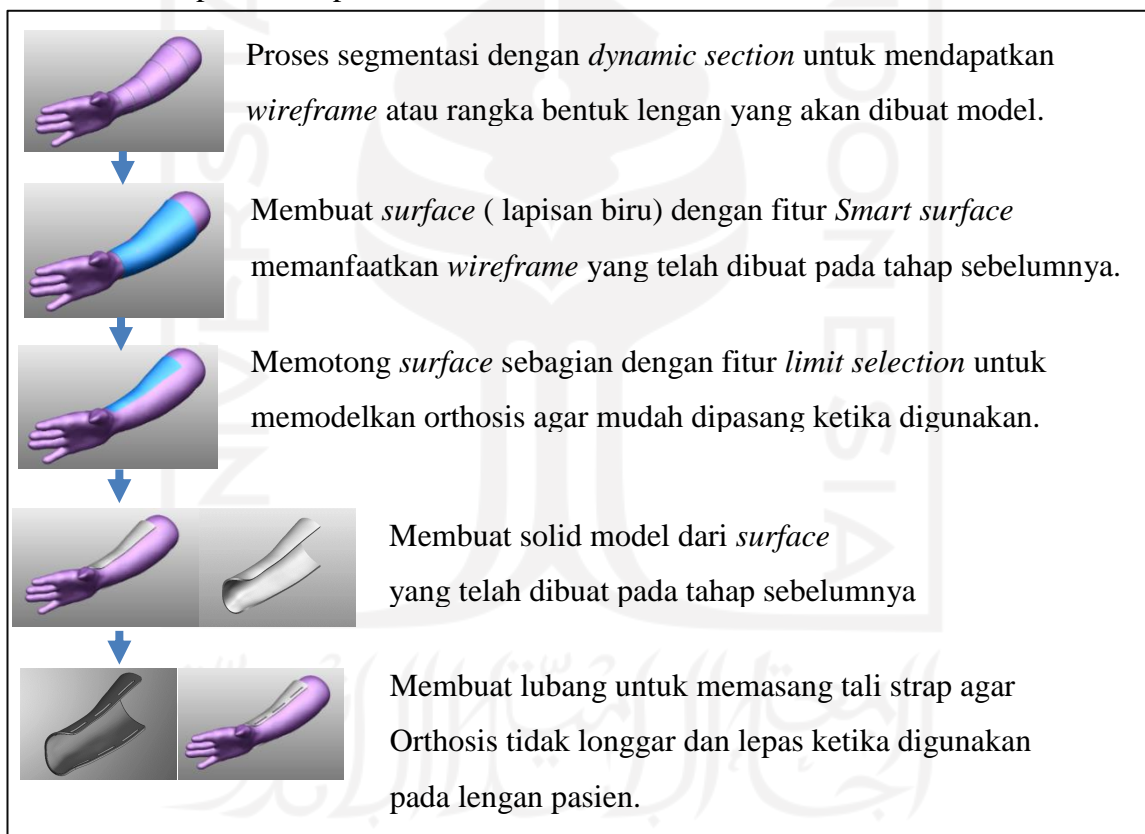 Proses segmentasi dengan dynamic section untuk mendapatkan
wireframe atau rangka bentuk lengan yang akan dibuat model.
Membuat surface ( lapisan biru) dengan fitur Smart surface
memanfaatkan wireframe yang telah dibuat pada tahap sebelumnya.
Memotong surface sebagian dengan fitur limit selection untuk
memodelkan orthosis agar mudah dipasang ketika digunakan.
Membuat solid model dari surface
yang telah dibuat pada tahap sebelumnya
Membuat lubang untuk memasang tali strap agar
Orthosis tidak longgar dan lepas ketika digunakan
pada lengan pasien.